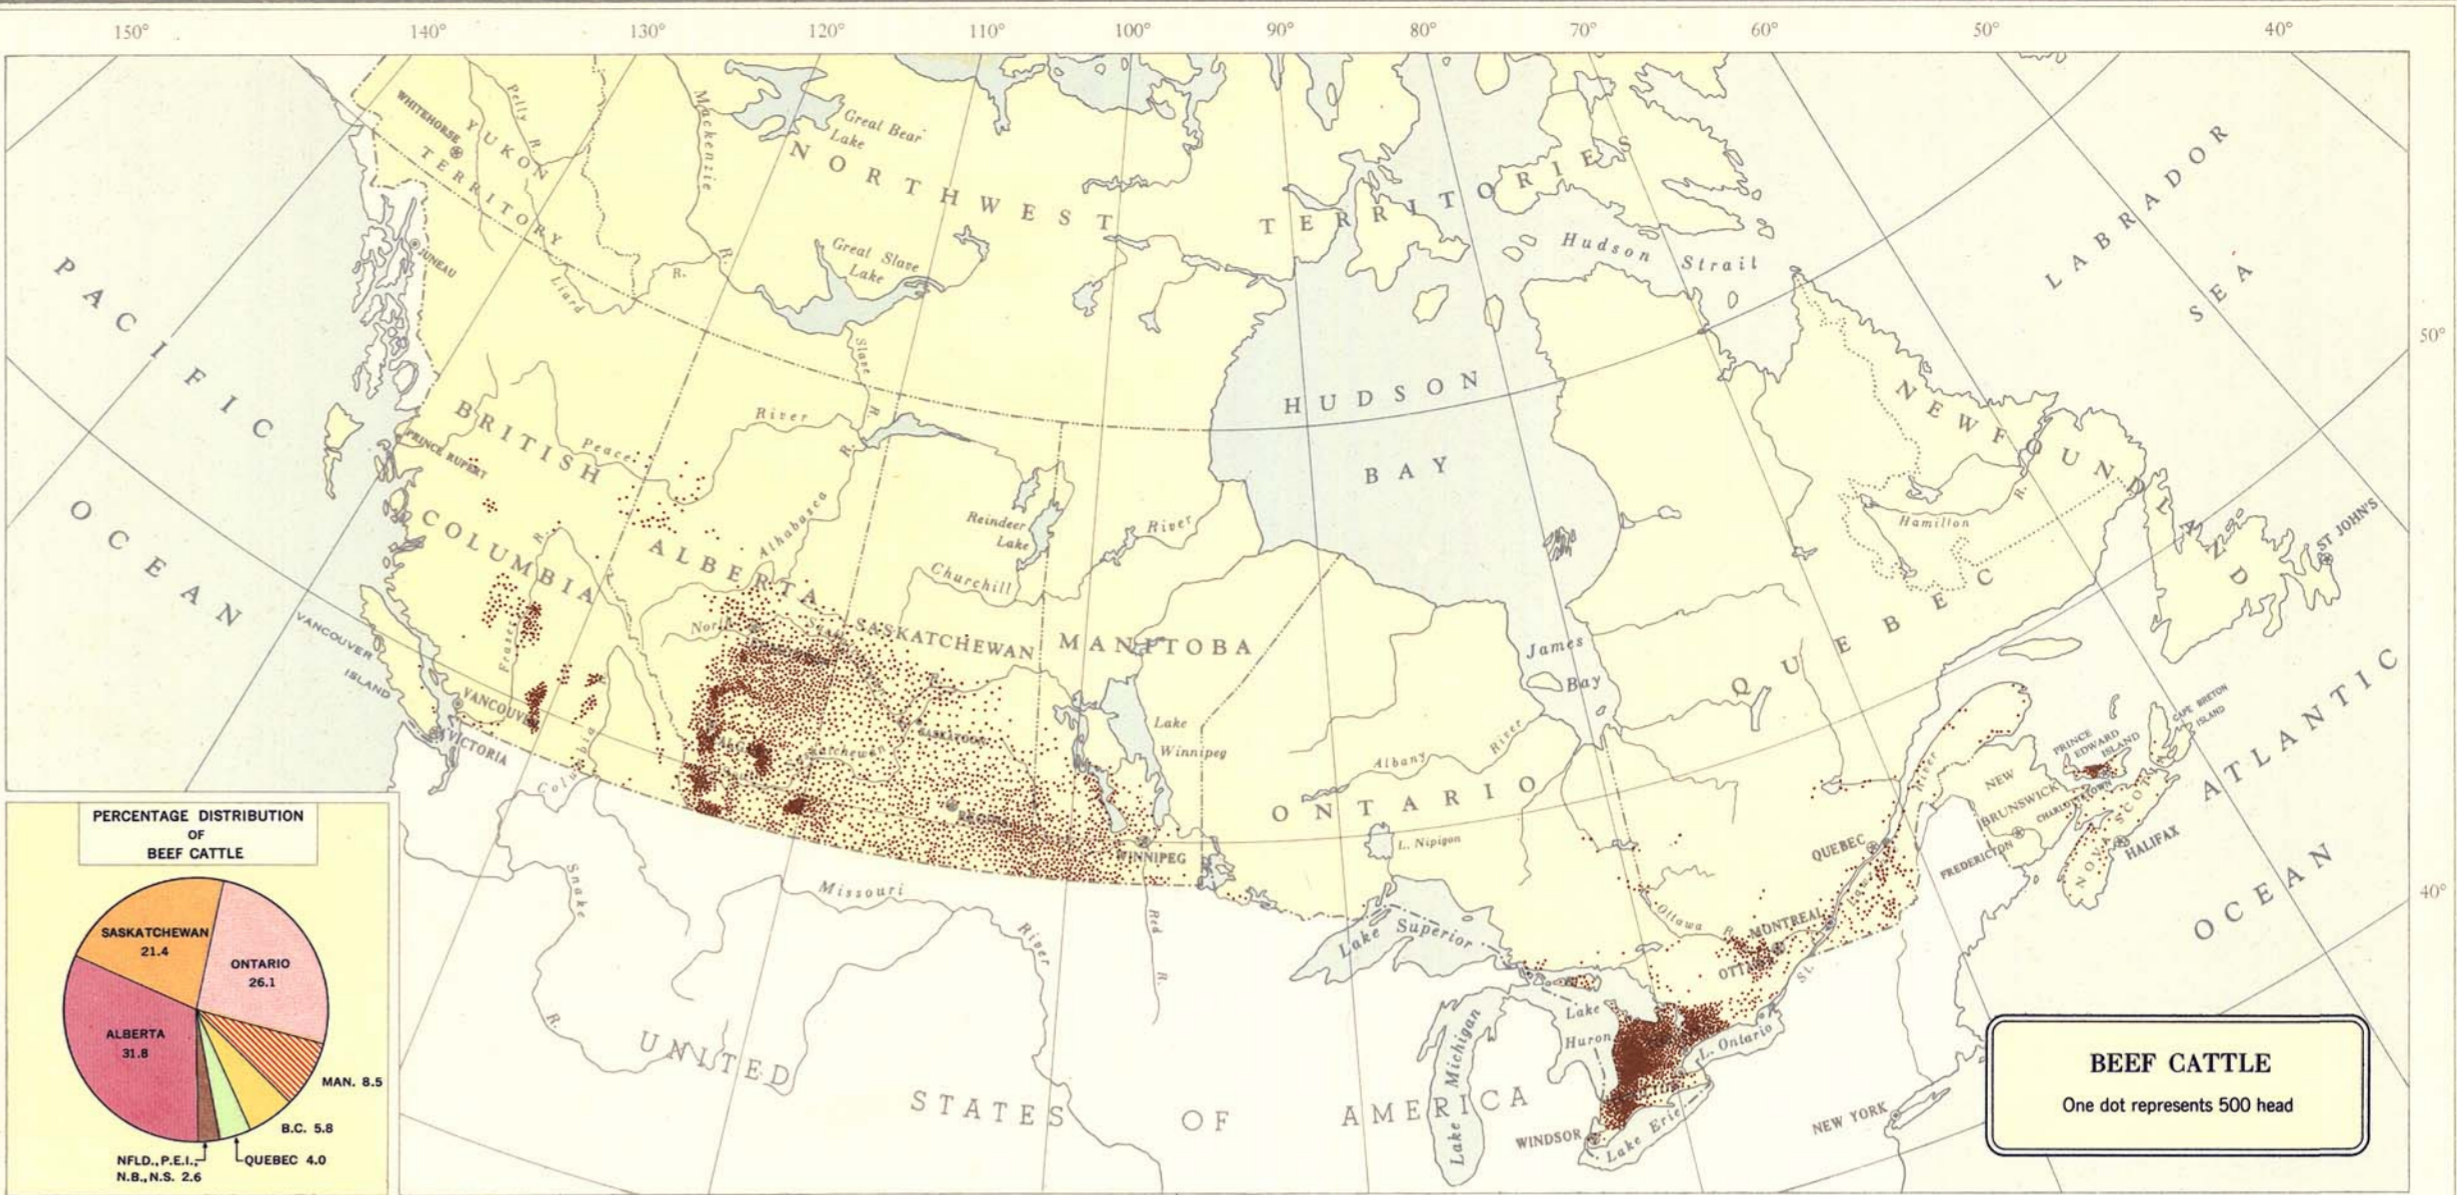 150° 140° 130° 120° 110° 100° 90° 80° 70° 60° 50° 40°
50°
40°
WHITEHORSE
Pelly R.
YUKON
TERRITORY
Mackenzie
R.
Great Bear
Lake
NORTHWEST TERRITORIES
Hudson Strait
LABRADOR
SEA
JUNEAU
Liard
R.
Great Slave
Lake
Slave
R.
PACIFIC
OCEAN
HUDSON
BAY
NEWFOUNDLAND
ST JOHN'S
Hamilton
R.
BRITISH
COLUMBIA
PRINCE RUPERT
Peace
River
R.
Athabasca
R.
ALBERTA
Reindeer
Lake
River
Churchill
SASKATCHEWAN
MANITOBA
North
Saskatchewan
SASKATOON
REGINA
CALGARY
R.
Fraser
VANCOUVER
ISLAND
VANCOUVER
VICTORIA
Columbia
Lake
Winnipeg
WINNIPEG
James
Bay
QUEBEC
Albany
River
ONTARIO
L. Nipigon
QUEBEC
River
St.
MONTREAL
Ottawa
R.
OTTAWA
NEW
BRUNSWICK
FREDERICTON
PRINCE
EDWARD
ISLAND
CHARLOTTETOWN
CAPE BRETON
ISLAND
NOVA SCOTIA
HALIFAX
ATLANTIC
OCEAN
Snake
R.
Missouri
River
Red
R.
Lake Superior
Lake
Huron
Lake Michigan
L. Ontario
Lake Erie
WINDSOR
NEW YORK
UNITED STATES OF AMERICA
PERCENTAGE DISTRIBUTION
OF
BEEF CATTLE
SASKATCHEWAN
21.4
ONTARIO
26.1
ALBERTA
31.8
MAN. 8.5
B.C. 5.8
QUEBEC 4.0
NFLD., P.E.I.,
N.B., N.S. 2.6
BEEF CATTLE
One dot represents 500 head